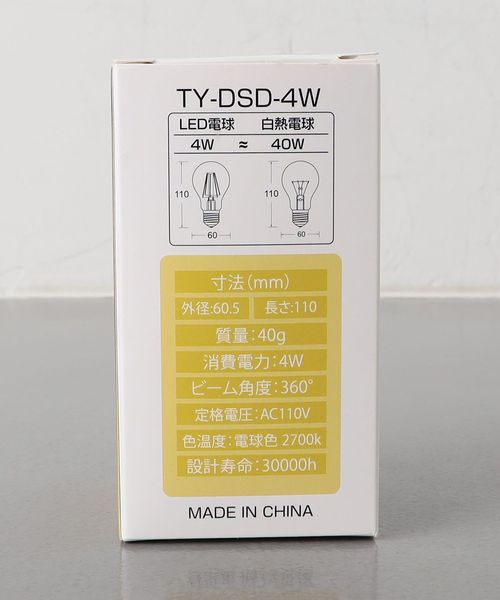 TY-DSD-4W
LED電球 白熱電球
4W ≈ 40W
110 110
60 60
寸法(mm)
外径:60.5 長さ:110
質量:40g
消費電力:4W
ビーム角度:360°
定格電圧:AC110V
色温度:電球色 2700k
設計寿命:30000h
MADE IN CHINA